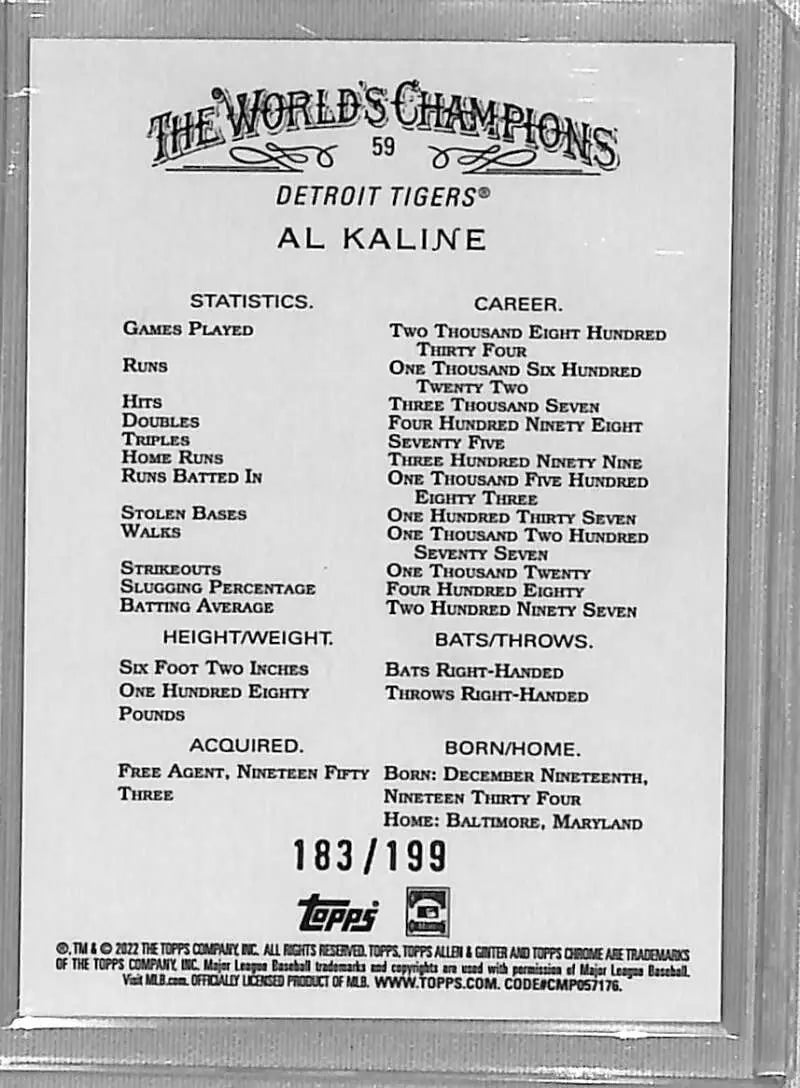 THE WORLD'S CHAMPIONS
59
DETROIT TIGERS®
AL KALINE
STATISTICS. CAREER.
GAMES PLAYED TWO THOUSAND EIGHT HUNDRED
THIRTY FOUR
RUNS ONE THOUSAND SIX HUNDRED
TWENTY TWO
HITS THREE THOUSAND SEVEN
DOUBLES FOUR HUNDRED NINETY EIGHT
TRIPLES SEVENTY FIVE
HOME RUNS THREE HUNDRED NINETY NINE
RUNS BATTED IN ONE THOUSAND FIVE HUNDRED
EIGHTY THREE
STOLEN BASES ONE HUNDRED THIRTY SEVEN
WALKS ONE THOUSAND TWO HUNDRED
SEVENTY SEVEN
STRIKEOUTS ONE THOUSAND TWENTY
SLUGGING PERCENTAGE FOUR HUNDRED EIGHTY
BATTING AVERAGE TWO HUNDRED NINETY SEVEN
HEIGHT/WEIGHT. BATS/THROWS.
SIX FOOT TWO INCHES BATS RIGHT-HANDED
ONE HUNDRED EIGHTY THROWS RIGHT-HANDED
POUNDS
ACQUIRED. BORN/HOME.
FREE AGENT, NINETEEN FIFTY BORN: DECEMBER NINETEENTH,
THREE NINETEEN THIRTY FOUR
HOME: BALTIMORE, MARYLAND
183/199
topps
®, TM & © 2022 THE TOPPS COMPANY, INC. ALL RIGHTS RESERVED. TOPPS, TOPPS ALLEN & GINTER AND TOPPS CHROME ARE TRADEMARKS
OF THE TOPPS COMPANY, INC. Major League Baseball trademarks and copyrights are used with permission of Major League Baseball.
Visit MLB.com. OFFICIALLY LICENSED PRODUCT OF MLB. WWW.TOPPS.COM. CODE#CMP057176.